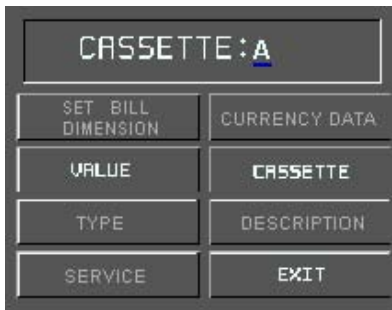 CASSETTE:A
SET BILL
DIMENSION
CURRENCY DATA
VALUE
CASSETTE
TYPE
DESCRIPTION
SERVICE
EXIT